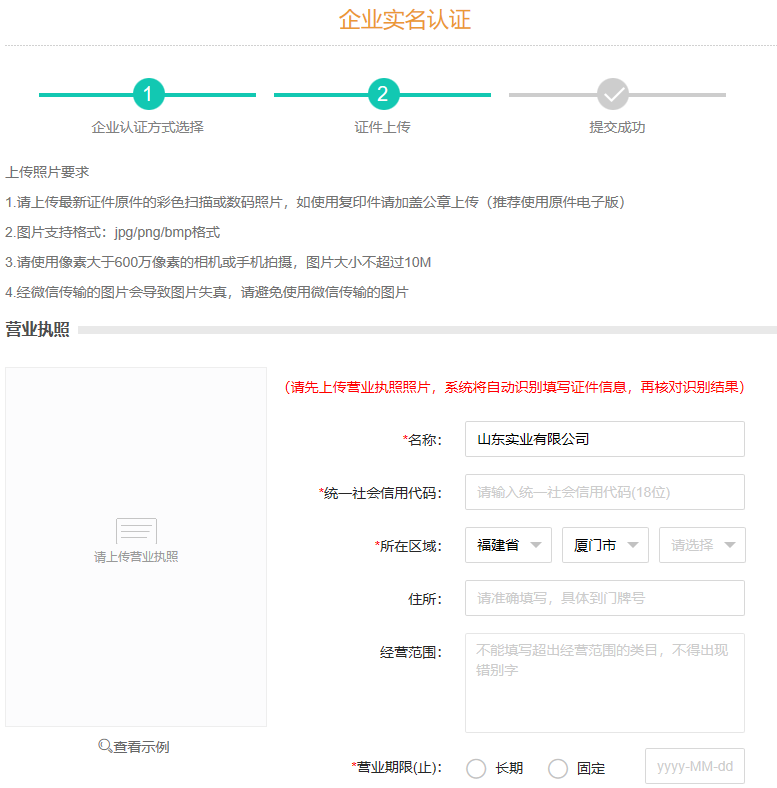 企业实名认证
1
2
企业认证方式选择
证件上传
提交成功
上传照片要求
1.请上传最新证件原件的彩色扫描或数码照片，如使用复印件请加盖公章上传（推荐使用原件电子版）
2.图片支持格式：jpg/png/bmp格式
3.请使用像素大于600万像素的相机或手机拍摄，图片大小不超过10M
4.经微信传输的图片会导致图片失真，请避免使用微信传输的图片
营业执照
请上传营业执照
查看示例
（请先上传营业执照照片，系统将自动识别填写证件信息，再核对识别结果）
*名称： 山东实业有限公司
*统一社会信用代码： 请输入统一社会信用代码(18位)
*所在区域： 福建省 厦门市 请选择
住所： 请准确填写，具体到门牌号
经营范围： 不能填写超出经营范围的类目，不得出现
错别字
*营业期限(止)： 长期 固定 yyyy-MM-dd